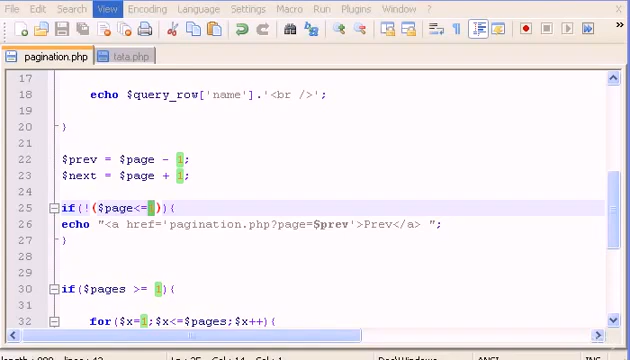 File Edit Search View Encoding Language Settings Macro Run Plugins Window ?
pagination.php tata.php
17
18 echo $query_row['name'].'<br />';
19
20 }
21
22 $prev = $page - 1;
23 $next = $page + 1;
24
25 if(!($page<=1)){
26 echo "<a href='pagination.php?page=$prev'>Prev</a> ";
27 }
28
29
30 if($pages >= 1){
31
32 for($x=1;$x<=$pages;$x++){